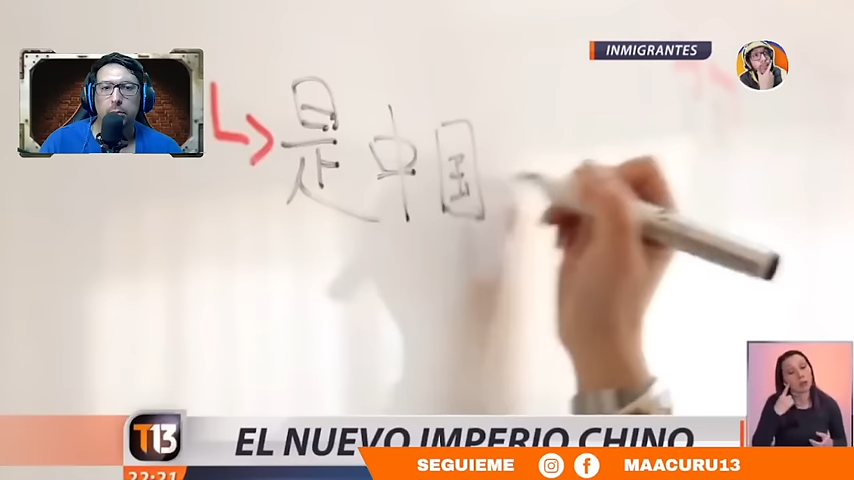 INMIGRANTES
是中国
T13
EL NUEVO IMPERIO CHINO
22:21
SEGUIEME
MAACURU13